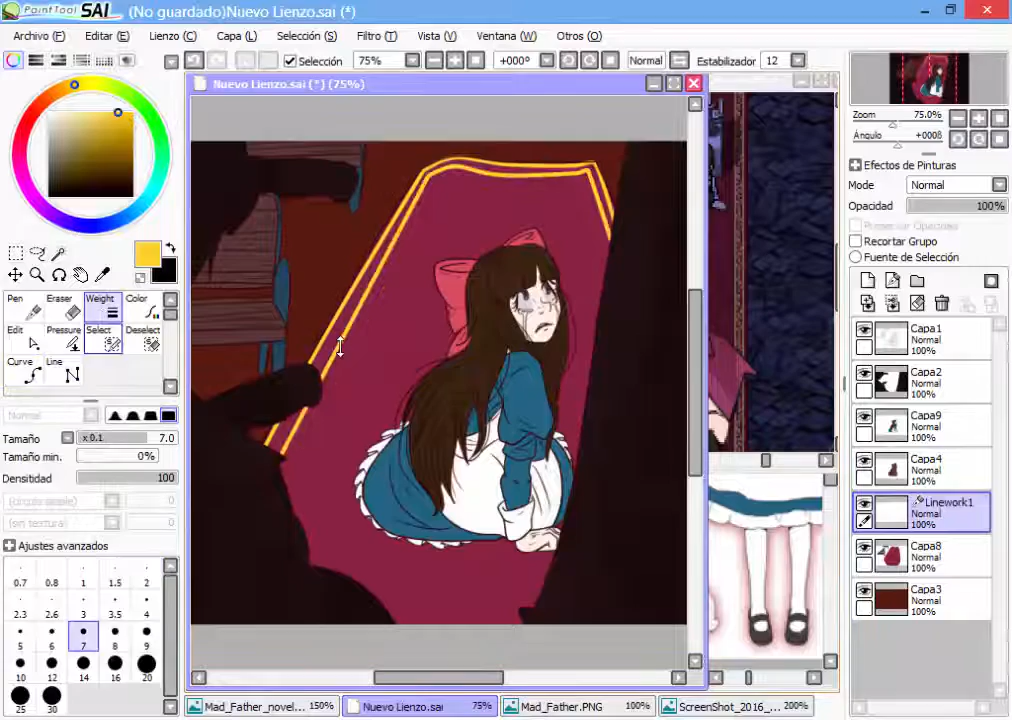 PaintTool SAI (No guardado)Nuevo Lienzo.sai (*)
Archivo (F) Editar (E) Lienzo (C) Capa (L) Selección (S) Filtro (T) Vista (V) Ventana (W) Otros (O)
Selección 75% +000º Normal Estabilizador 12
Nuevo Lienzo.sai (*) (75%)
Zoom 75.0%
Ángulo +000ß
Efectos de Pinturas
Modo Normal
Opacidad 100%
Preservar Opacidad
Recortar Grupo
Fuente de Selección
Pen Eraser Weight Color
Edit Pressure Select Deselect
Curve Line
Normal
Tamaño x 0.1 7.0
Tamaño min. 0%
Densitidad 100
(sin textura)
Ajustes avanzados
0.7 0.8 1 1.5 2
2.3 2.6 3 3.5 4
5 6 7 8 9
10 12 14 16 20
25 30
Capa1
Normal
100%
Capa2
Normal
100%
Capa9
Normal
100%
Capa4
Normal
100%
Linework1
Normal
100%
Capa8
Normal
100%
Capa3
Normal
100%
Mad_Father_novel... 150% Nuevo Lienzo.sai 75% Mad_Father.PNG 100% ScreenShot_2016_... 200%